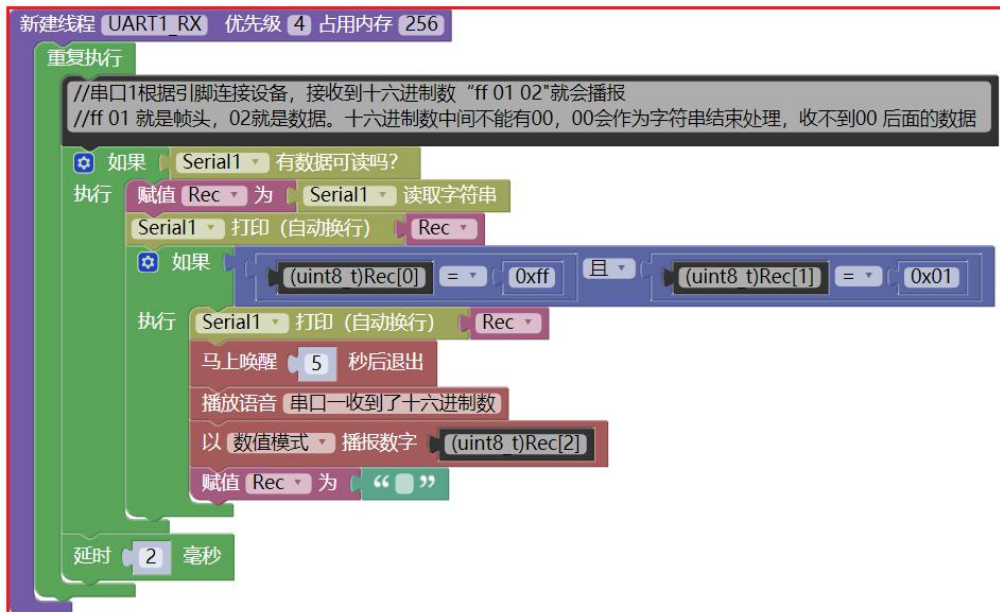 新建线程 UART1_RX 优先级 4 占用内存 256
重复执行
//串口1根据引脚连接设备，接收到十六进制数“ff 01 02"就会播报
//ff 01 就是帧头，02就是数据。十六进制数中间不能有00，00会作为字符串结束处理，收不到00 后面的数据
如果 Serial1 有数据可读吗?
执行 赋值 Rec 为 Serial1 读取字符串
Serial1 打印（自动换行） Rec
如果 (uint8_t)Rec[0] = 0xff 且 (uint8_t)Rec[1] = 0x01
执行 Serial1 打印（自动换行） Rec
马上唤醒 5 秒后退出
播放语音 串口一收到了十六进制数
以 数值模式 播报数字 (uint8_t)Rec[2]
赋值 Rec 为 “ ”
延时 2 毫秒